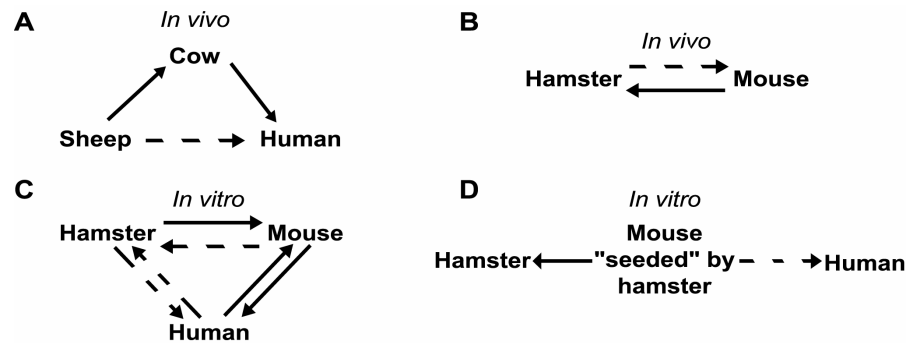 A
In vivo
Cow
Sheep
Human
B
In vivo
Hamster
Mouse
C
In vitro
Hamster
Mouse
Human
D
In vitro
Mouse
Hamster "seeded" by Human
hamster